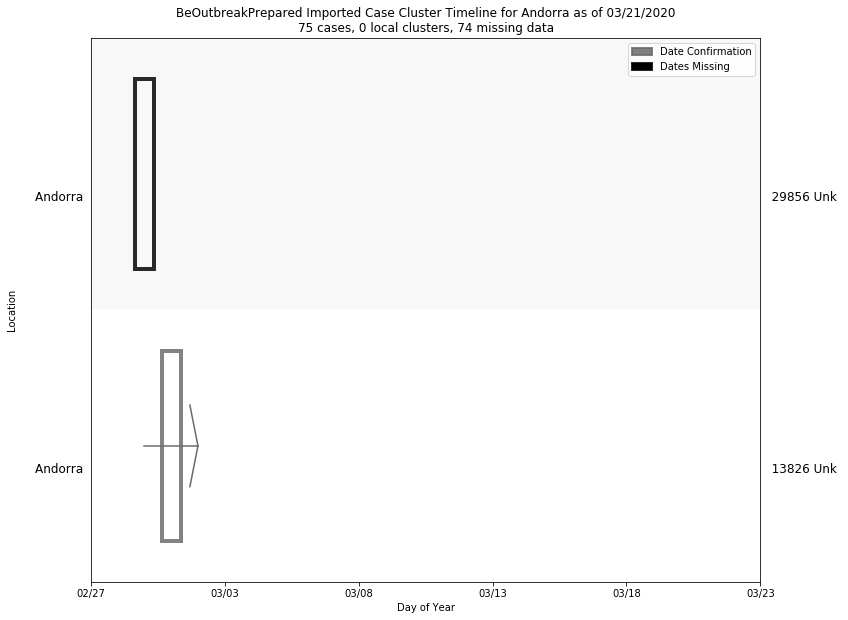 BeOutbreakPrepared Imported Case Cluster Timeline for Andorra as of 03/21/2020
75 cases, 0 local clusters, 74 missing data
Date Confirmation
Dates Missing
Andorra
29856 Unk
Location
Andorra
13826 Unk
02/27
03/03
03/08
03/13
03/18
03/23
Day of Year